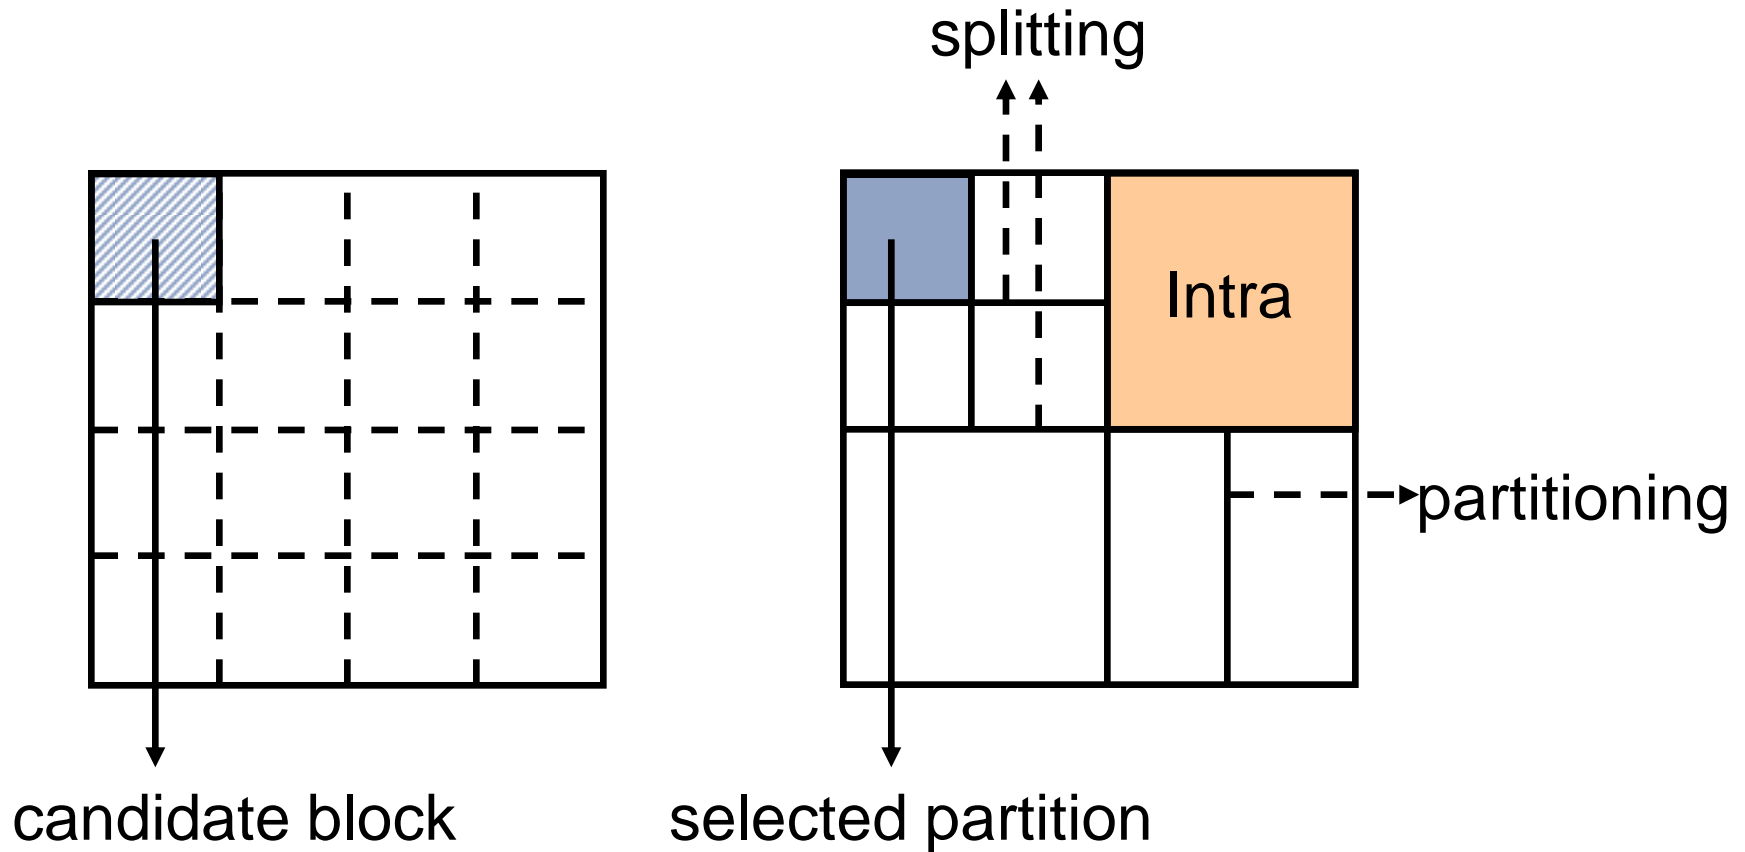 splitting
Intra
partitioning
candidate block
selected partition